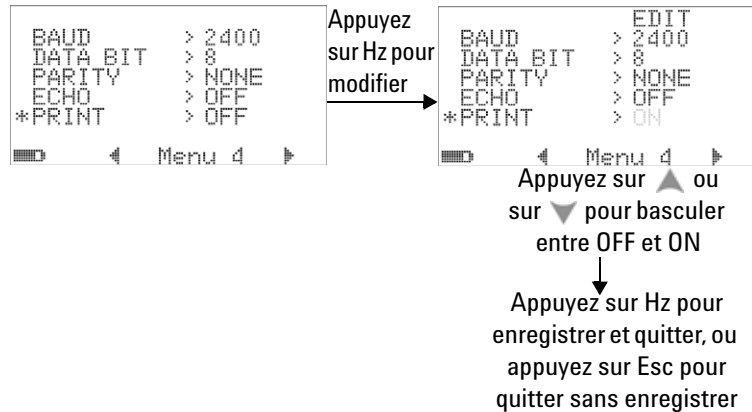 BAUD > 2400
DATA BIT > 8
PARITY > NONE
ECHO > OFF
*PRINT > OFF
Menu 4
Appuyez
sur Hz pour
modifier
EDIT
BAUD > 2400
DATA BIT > 8
PARITY > NONE
ECHO > OFF
*PRINT > ON
Menu 4
Appuyez sur ou
sur pour basculer
entre OFF et ON
Appuyez sur Hz pour
enregistrer et quitter, ou
appuyez sur Esc pour
quitter sans enregistrer